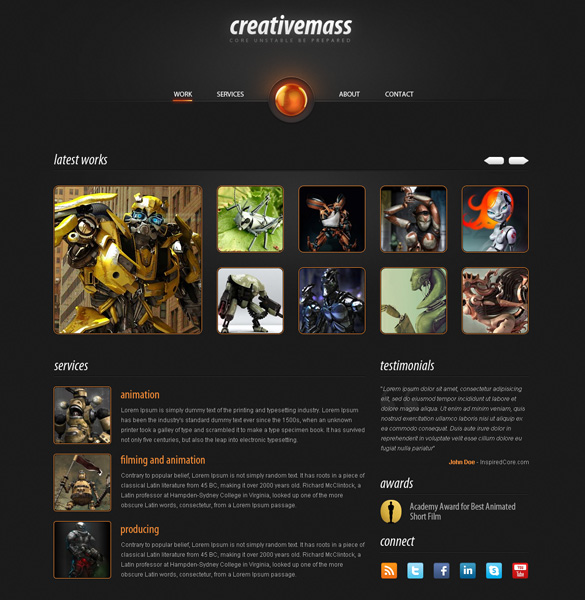 creativemass
CORE UNSTABLE BE PREPARED
WORK SERVICES ABOUT CONTACT
latest works
services
animation
Lorem Ipsum is simply dummy text of the printing and typesetting industry. Lorem Ipsum
has been the industry's standard dummy text ever since the 1500s, when an unknown
printer took a galley of type and scrambled it to make a type specimen book. It has survived
not only five centuries, but also the leap into electronic typesetting.
filming and animation
Contrary to popular belief, Lorem Ipsum is not simply random text. It has roots in a piece of
classical Latin literature from 45 BC, making it over 2000 years old. Richard McClintock, a
Latin professor at Hampden-Sydney College in Virginia, looked up one of the more
obscure Latin words, consectetur, from a Lorem Ipsum passage.
producing
Contrary to popular belief, Lorem Ipsum is not simply random text. It has roots in a piece of
classical Latin literature from 45 BC, making it over 2000 years old. Richard McClintock, a
Latin professor at Hampden-Sydney College in Virginia, looked up one of the more
obscure Latin words, consectetur, from a Lorem Ipsum passage.
testimonials
"Lorem ipsum dolor sit amet, consectetur adipisicing
elit, sed do eiusmod tempor incididunt ut labore et
dolore magna aliqua. Ut enim ad minim veniam, quis
nostrud exercitation ullamco laboris nisi ut aliquip ex
ea commodo consequat. Duis aute irure dolor in
reprehenderit in voluptate velit esse cillum dolore eu
fugiat nulla pariatur"
John Doe - InspiredCore.com
awards
Academy Award for Best Animated
Short Film
connect
f
in
S
You
Tube